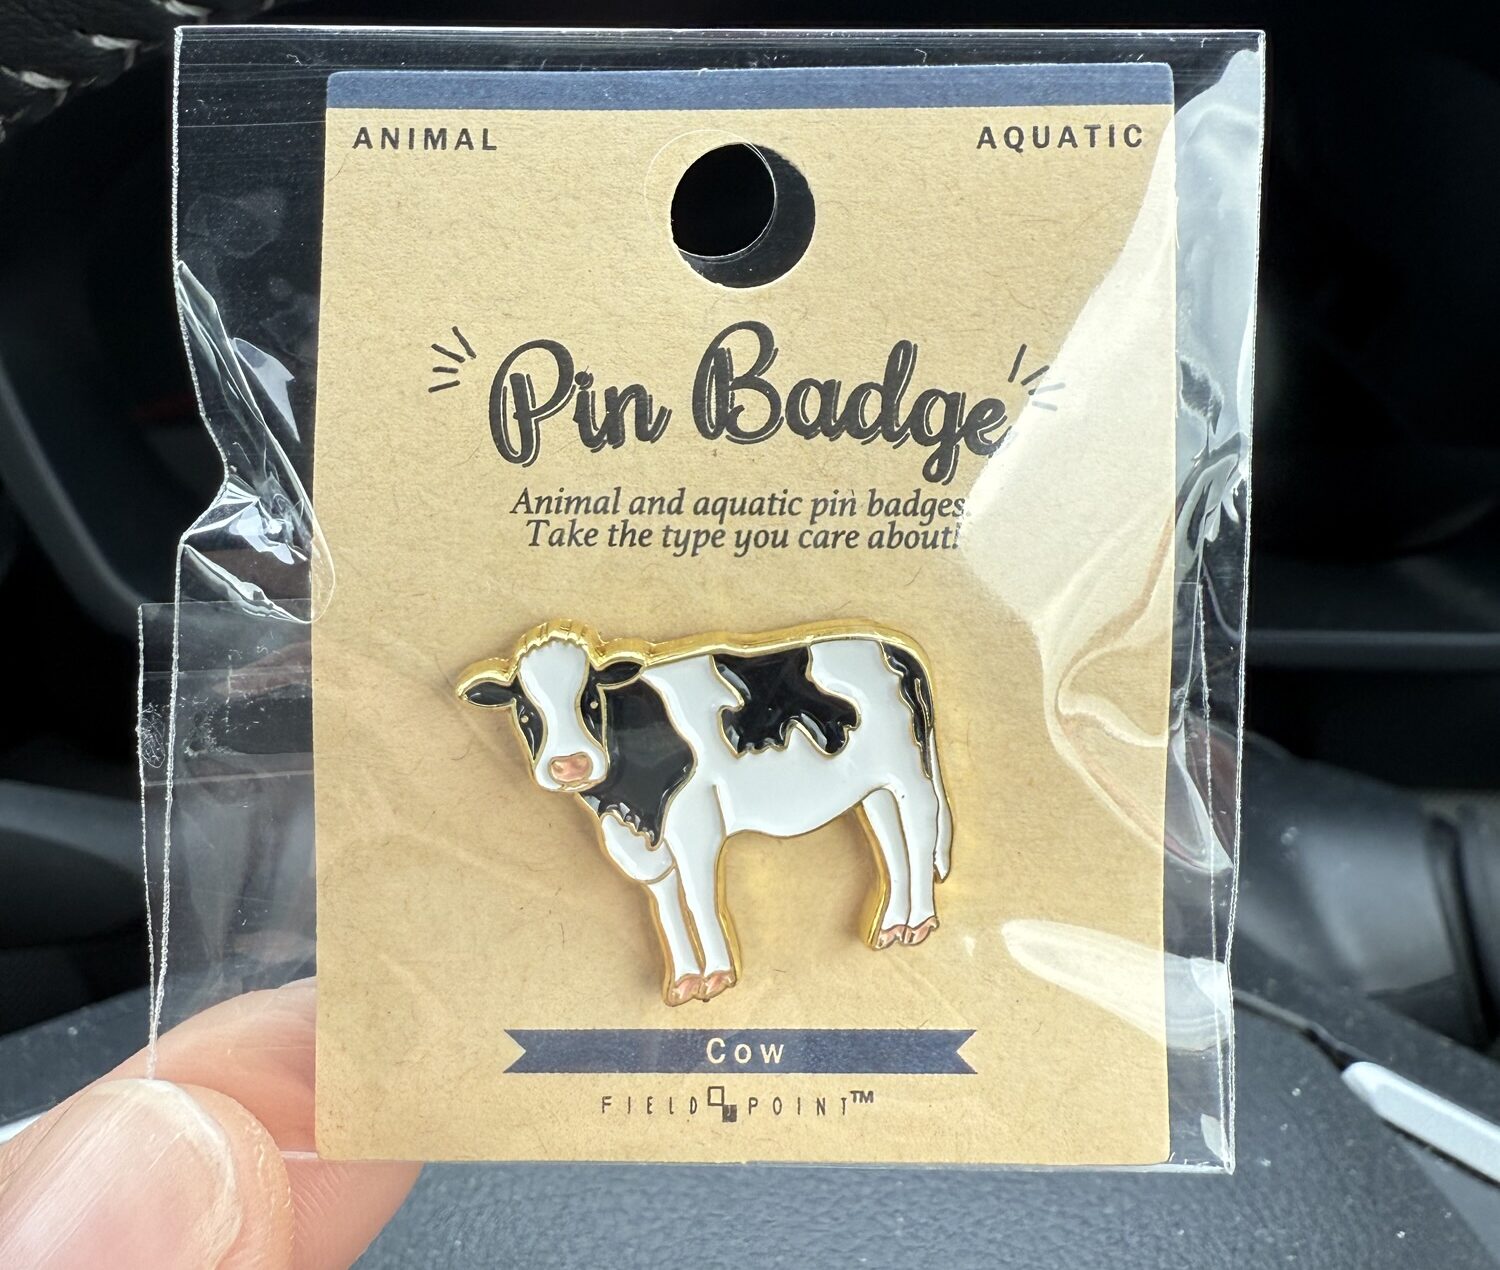 ANIMAL AQUATIC
Pin Badge
Animal and aquatic pin badges.
Take the type you care about!
Cow
FIELD POINT™